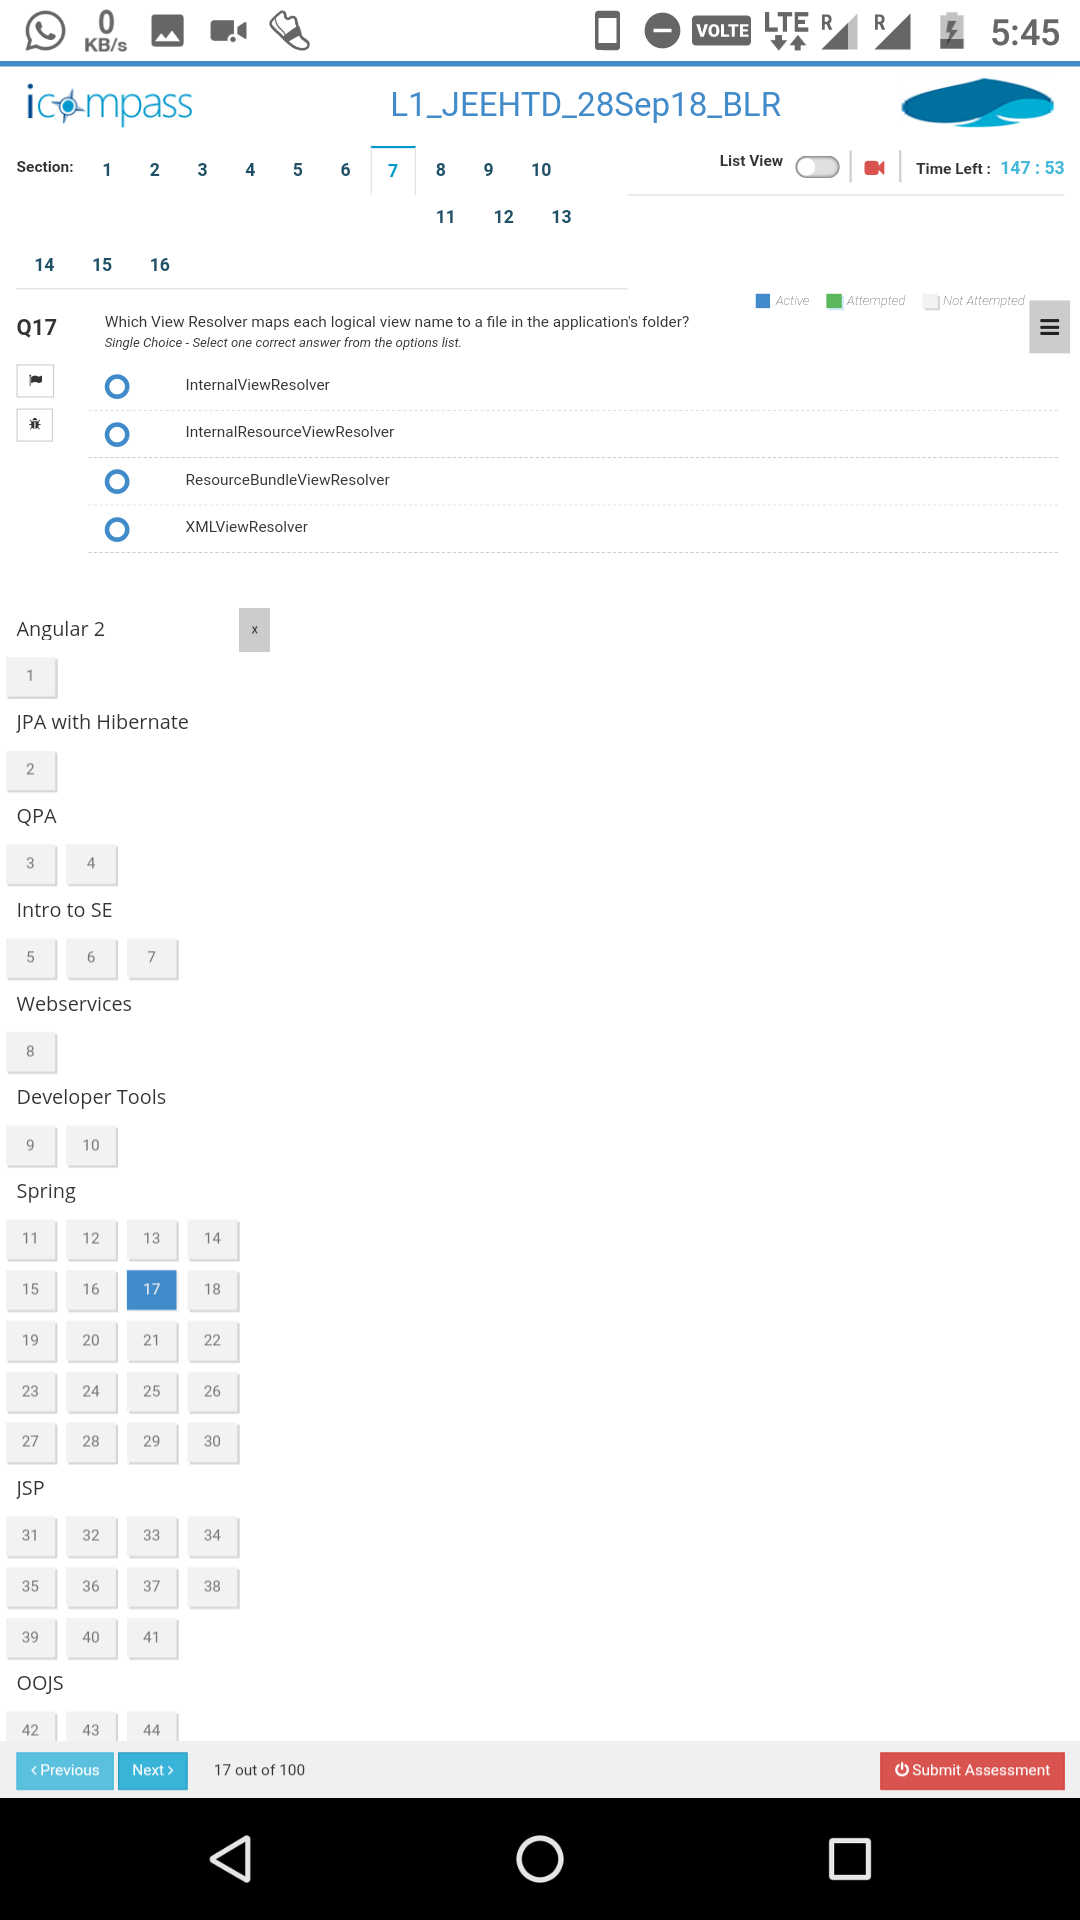 0
KB/s
VOLTE
LTE
R
R
5:45
icompass
L1_JEEHTD_28Sep18_BLR
Section: 1 2 3 4 5 6 7 8 9 10
11 12 13
14 15 16
List View
Time Left : 147 : 53
Active Attempted Not Attempted
Q17
Which View Resolver maps each logical view name to a file in the application's folder?
Single Choice - Select one correct answer from the options list.
InternalViewResolver
InternalResourceViewResolver
ResourceBundleViewResolver
XMLViewResolver
Angular 2
x
1
JPA with Hibernate
2
QPA
3 4
Intro to SE
5 6 7
Webservices
8
Developer Tools
9 10
Spring
11 12 13 14
15 16 17 18
19 20 21 22
23 24 25 26
27 28 29 30
JSP
31 32 33 34
35 36 37 38
39 40 41
OOJS
42 43 44
‹ Previous Next › 17 out of 100 Submit Assessment